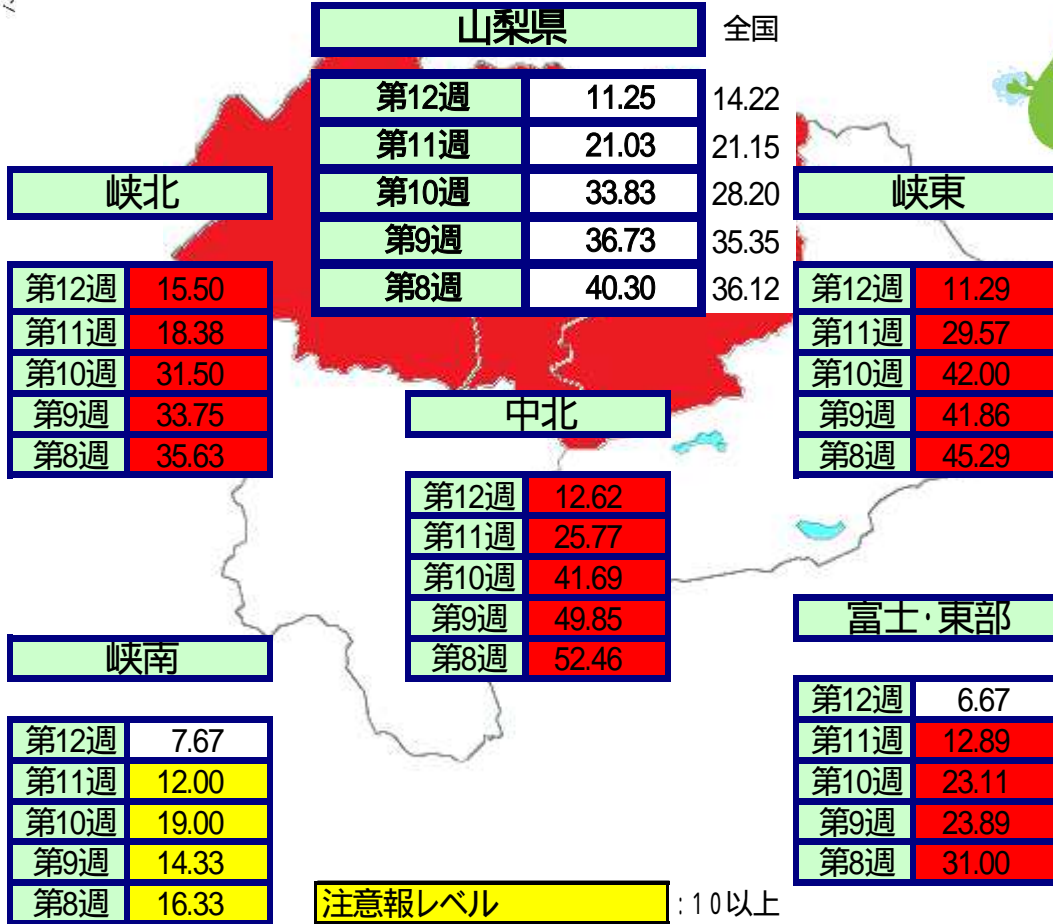 山梨県 全国
第12週 11.25 14.22
第11週 21.03 21.15
第10週 33.83 28.20
第9週 36.73 35.35
第8週 40.30 36.12
峡北
第12週 15.50
第11週 18.38
第10週 31.50
第9週 33.75
第8週 35.63
峡東
第12週 11.29
第11週 29.57
第10週 42.00
第9週 41.86
第8週 45.29
中北
第12週 12.62
第11週 25.77
第10週 41.69
第9週 49.85
第8週 52.46
峡南
第12週 7.67
第11週 12.00
第10週 19.00
第9週 14.33
第8週 16.33
富士・東部
第12週 6.67
第11週 12.89
第10週 23.11
第9週 23.89
第8週 31.00
注意報レベル :10以上